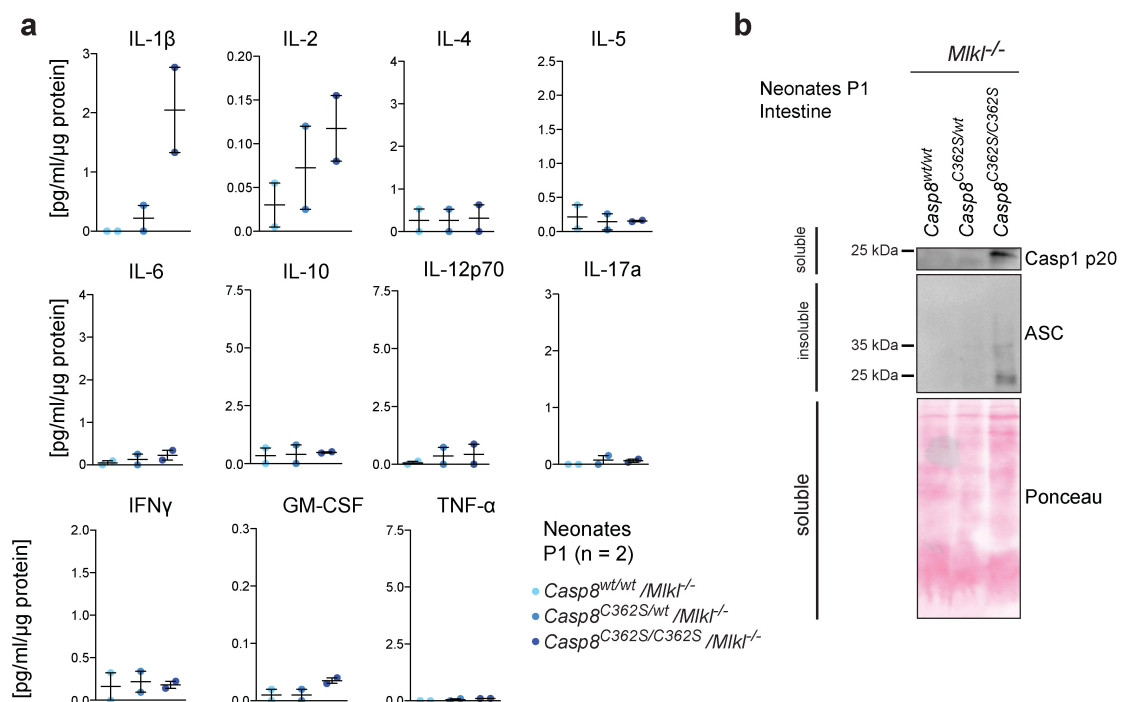 a
IL-1β
IL-2
IL-4
IL-5
[pg/ml/µg protein]
3
2
1
0
0.20
0.15
0.10
0.05
0.0
4
3
2
1
0
2.5
2.0
1.5
1.0
0.5
0.0
IL-6
IL-10
IL-12p70
IL-17a
[pg/ml/µg protein]
4
3
2
1
0
7.5
5.0
2.5
0.0
7.5
5.0
2.5
0.0
3
2
1
0
IFNγ
GM-CSF
TNF-α
[pg/ml/µg protein]
2.0
1.5
1.0
0.5
0.0
0.3
0.2
0.1
0.0
7.5
5.0
2.5
0.0
Neonates
P1 (n = 2)
Casp8wt/wt /Mlkl-/-
Casp8C362S/wt /Mlkl-/-
Casp8C362S/C362S /Mlkl-/-
b
Mlkl-/-
Neonates P1
Intestine
Casp8wt/wt
Casp8C362S/wt
Casp8C362S/C362S
soluble
25 kDa
Casp1 p20
insoluble
ASC
35 kDa
25 kDa
soluble
Ponceau